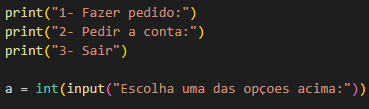 print("1- Fazer pedido:")
print("2- Pedir a conta:")
print("3- Sair")
a = int(input("Escolha uma das opçoes acima:"))